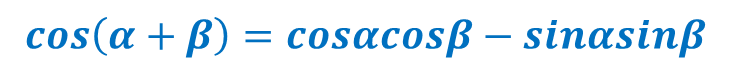 cos(α + β) = cosαcosβ − sinαsinβ